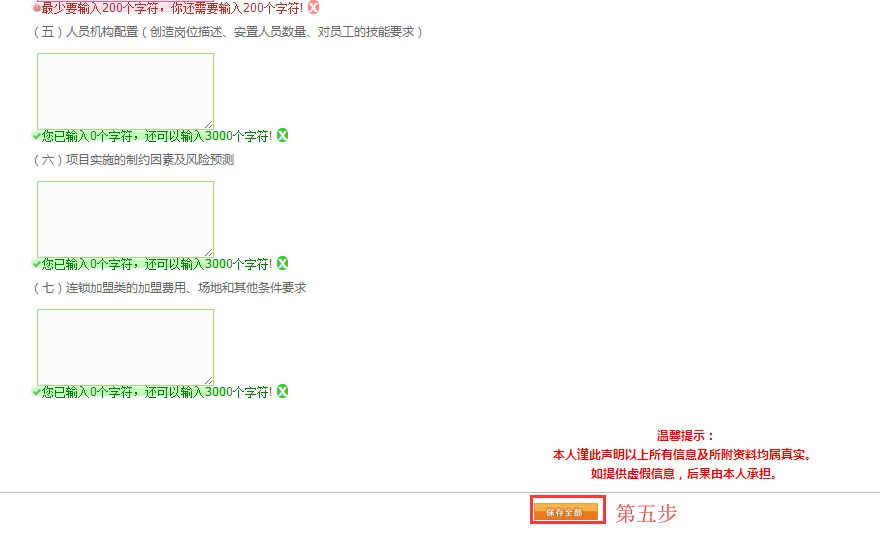 最少要输入200个字符，你还需要输入200个字符! X
（五）人员机构配置（创造岗位描述、安置人员数量、对员工的技能要求）
您已输入0个字符，还可以输入3000个字符! X
（六）项目实施的制约因素及风险预测
您已输入0个字符，还可以输入3000个字符! X
（七）连锁加盟类的加盟费用、场地和其他条件要求
您已输入0个字符，还可以输入3000个字符! X
温馨提示：
本人谨此声明以上所有信息及所附资料均属真实。
如提供虚假信息，后果由本人承担。
保存全部 第五步